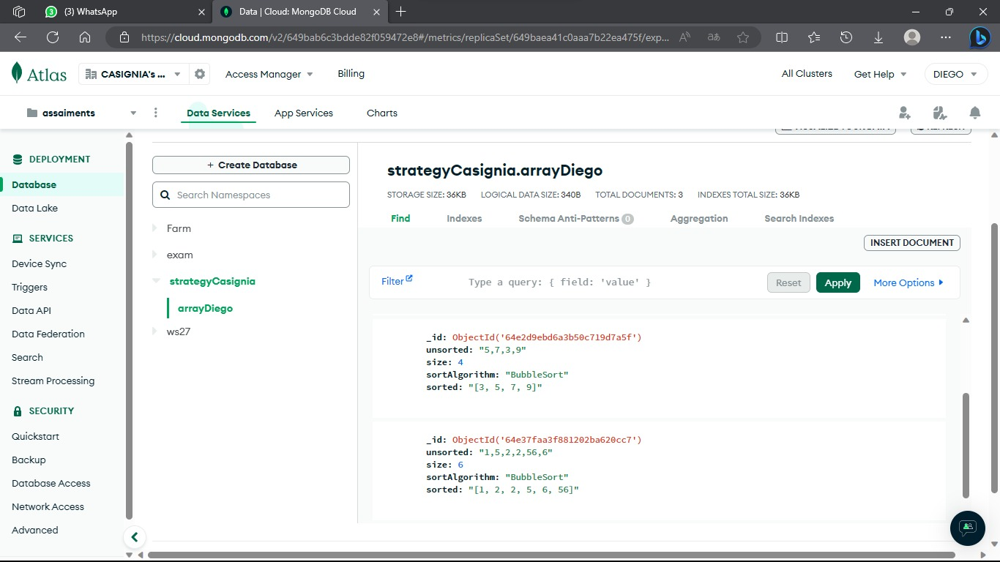 (3) WhatsApp
Data | Cloud: MongoDB Cloud
https://cloud.mongodb.com/v2/649bab6c3bdde82f059472e8#/metrics/replicaSet/649baea41c0aaa7b22ea475f/exp...
Atlas
CASIGNIA's ...
Access Manager
Billing
All Clusters
Get Help
DIEGO
assaiments
Data Services
App Services
Charts
DEPLOYMENT
Database
Data Lake
SERVICES
Device Sync
Triggers
Data API
Data Federation
Search
Stream Processing
SECURITY
Quickstart
Backup
Database Access
Network Access
Advanced
+ Create Database
Search Namespaces
Farm
exam
strategyCasignia
arrayDiego
ws27
REFRESH
strategyCasignia.arrayDiego
STORAGE SIZE: 36KB LOGICAL DATA SIZE: 340B TOTAL DOCUMENTS: 3 INDEXES TOTAL SIZE: 36KB
Find Indexes Schema Anti-Patterns 0 Aggregation Search Indexes
INSERT DOCUMENT
Filter Type a query: { field: 'value' } Reset Apply More Options
_id: ObjectId('64e2d9ebd6a3b50c719d7a5f')
unsorted: "5,7,3,9"
size: 4
sortAlgorithm: "BubbleSort"
sorted: "[3, 5, 7, 9]"
_id: ObjectId('64e37faa3f881202ba620cc7')
unsorted: "1,5,2,2,56,6"
size: 6
sortAlgorithm: "BubbleSort"
sorted: "[1, 2, 2, 5, 6, 56]"